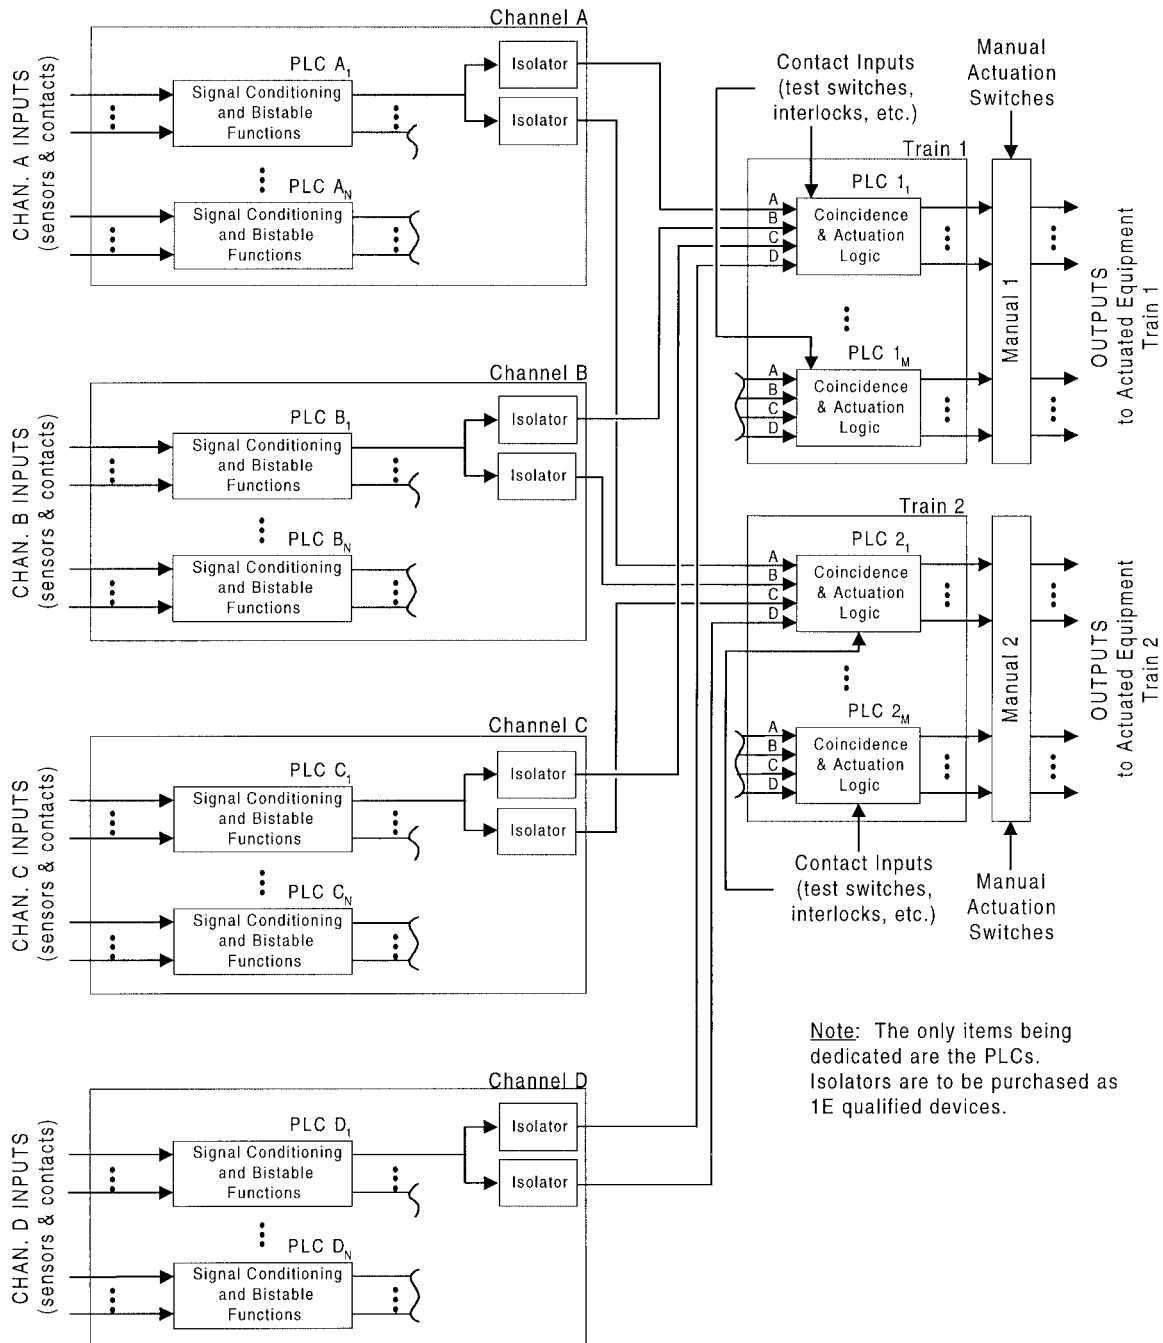 Channel A
CHAN. A INPUTS
(sensors & contacts)
PLC A1
Signal Conditioning
and Bistable
Functions
Isolator
Isolator
PLC AN
Signal Conditioning
and Bistable
Functions
Channel B
CHAN. B INPUTS
(sensors & contacts)
PLC B1
Signal Conditioning
and Bistable
Functions
Isolator
Isolator
PLC BN
Signal Conditioning
and Bistable
Functions
Channel C
CHAN. C INPUTS
(sensors & contacts)
PLC C1
Signal Conditioning
and Bistable
Functions
Isolator
Isolator
PLC CN
Signal Conditioning
and Bistable
Functions
Channel D
CHAN. D INPUTS
(sensors & contacts)
PLC D1
Signal Conditioning
and Bistable
Functions
Isolator
Isolator
PLC DN
Signal Conditioning
and Bistable
Functions
Contact Inputs
(test switches,
interlocks, etc.)
Manual
Actuation
Switches
Train 1
PLC 11
A
B
C
D
Coincidence
& Actuation
Logic
PLC 1M
A
B
C
D
Coincidence
& Actuation
Logic
Manual 1
OUTPUTS
to Actuated Equipment
Train 1
Train 2
PLC 21
A
B
C
D
Coincidence
& Actuation
Logic
PLC 2M
A
B
C
D
Coincidence
& Actuation
Logic
Manual 2
OUTPUTS
to Actuated Equipment
Train 2
Contact Inputs
(test switches,
interlocks, etc.)
Manual
Actuation
Switches
Note: The only items being
dedicated are the PLCs.
Isolators are to be purchased as
1E qualified devices.